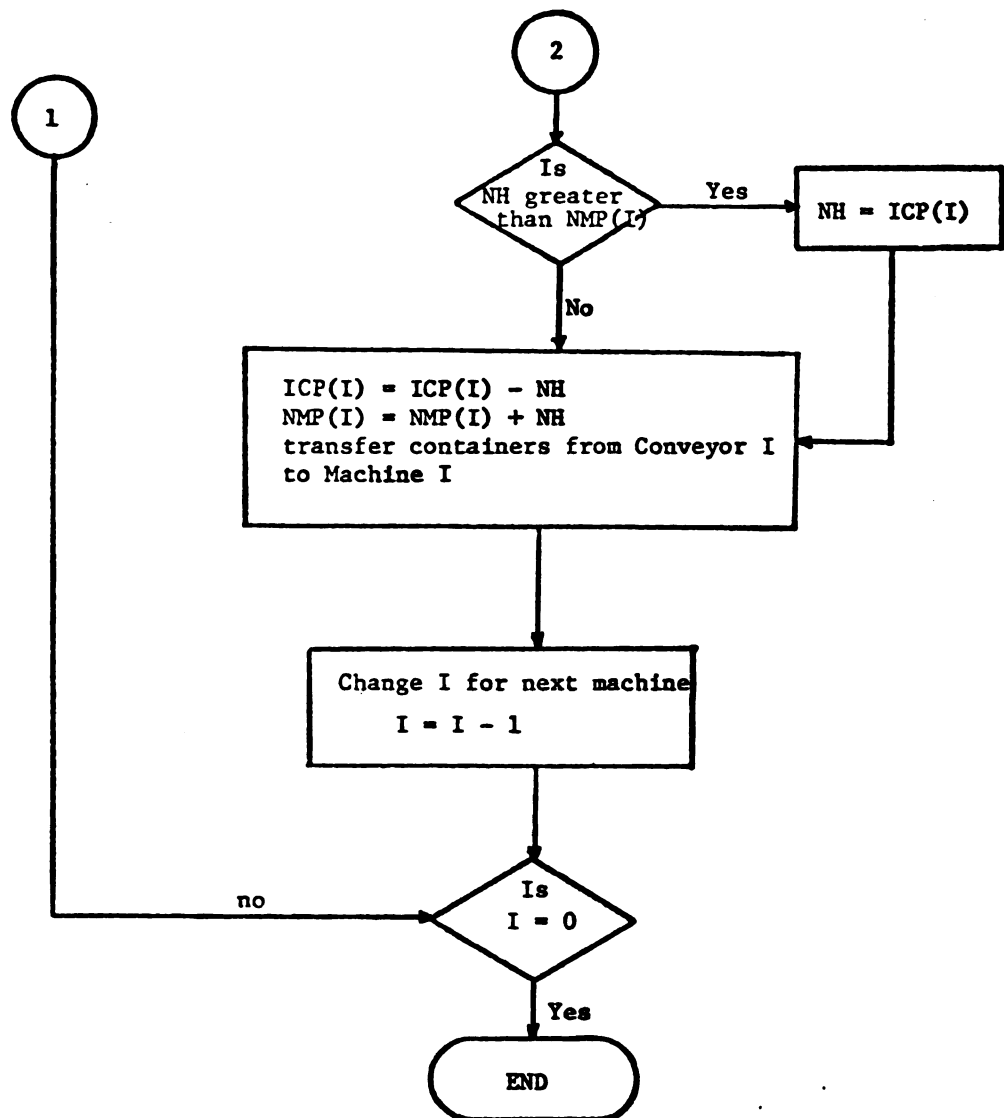 2
1
Is
NH greater
than NMP(I)
Yes
NH = ICP(I)
No
ICP(I) = ICP(I) - NH
NMP(I) = NMP(I) + NH
transfer containers from Conveyor I
to Machine I
Change I for next machine
I = I - 1
Is
I = 0
no
Yes
END